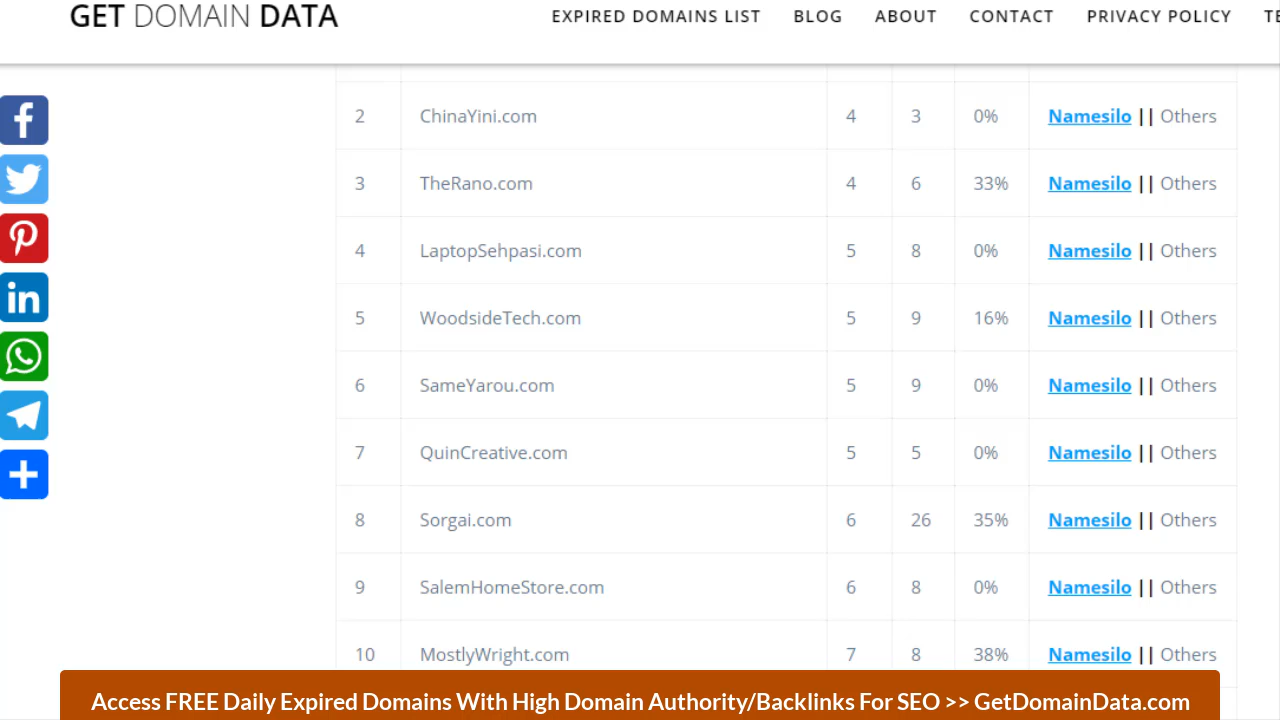 GET DOMAIN DATA EXPIRED DOMAINS LIST BLOG ABOUT CONTACT PRIVACY POLICY
2 ChinaYini.com 4 3 0% Namesilo || Others
3 TheRano.com 4 6 33% Namesilo || Others
4 LaptopSehpasi.com 5 8 0% Namesilo || Others
5 WoodsideTech.com 5 9 16% Namesilo || Others
6 SameYarou.com 5 9 0% Namesilo || Others
7 QuinCreative.com 5 5 0% Namesilo || Others
8 Sorgai.com 6 26 35% Namesilo || Others
9 SalemHomeStore.com 6 8 0% Namesilo || Others
10 MostlyWright.com 7 8 38% Namesilo || Others
Access FREE Daily Expired Domains With High Domain Authority/Backlinks For SEO >> GetDomainData.com